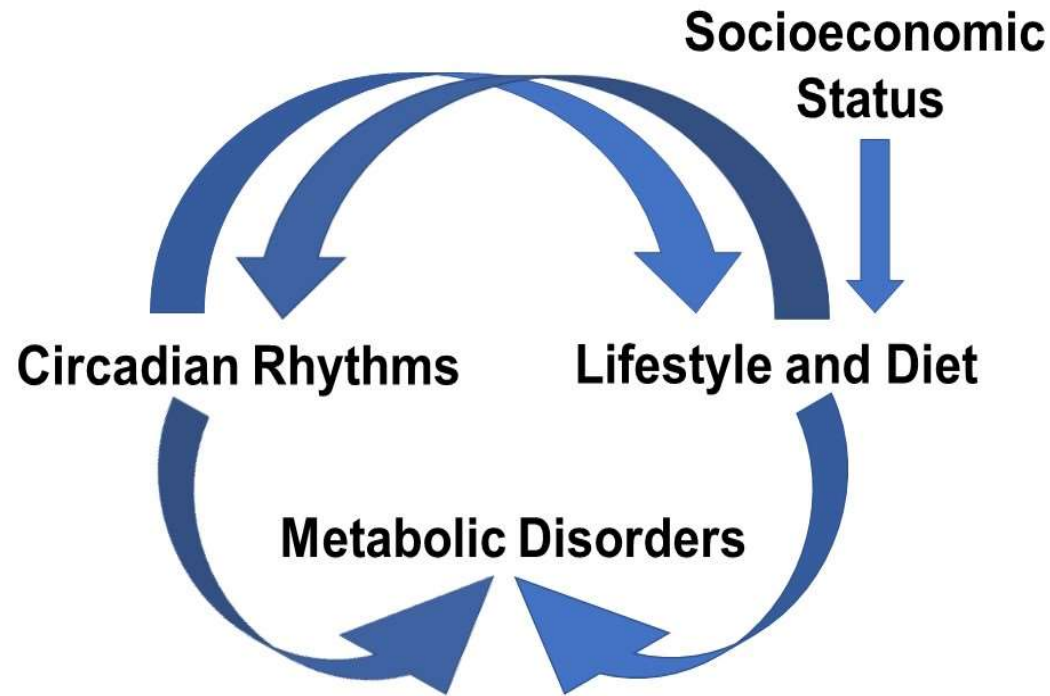 Socioeconomic
Status
Circadian Rhythms
Lifestyle and Diet
Metabolic Disorders